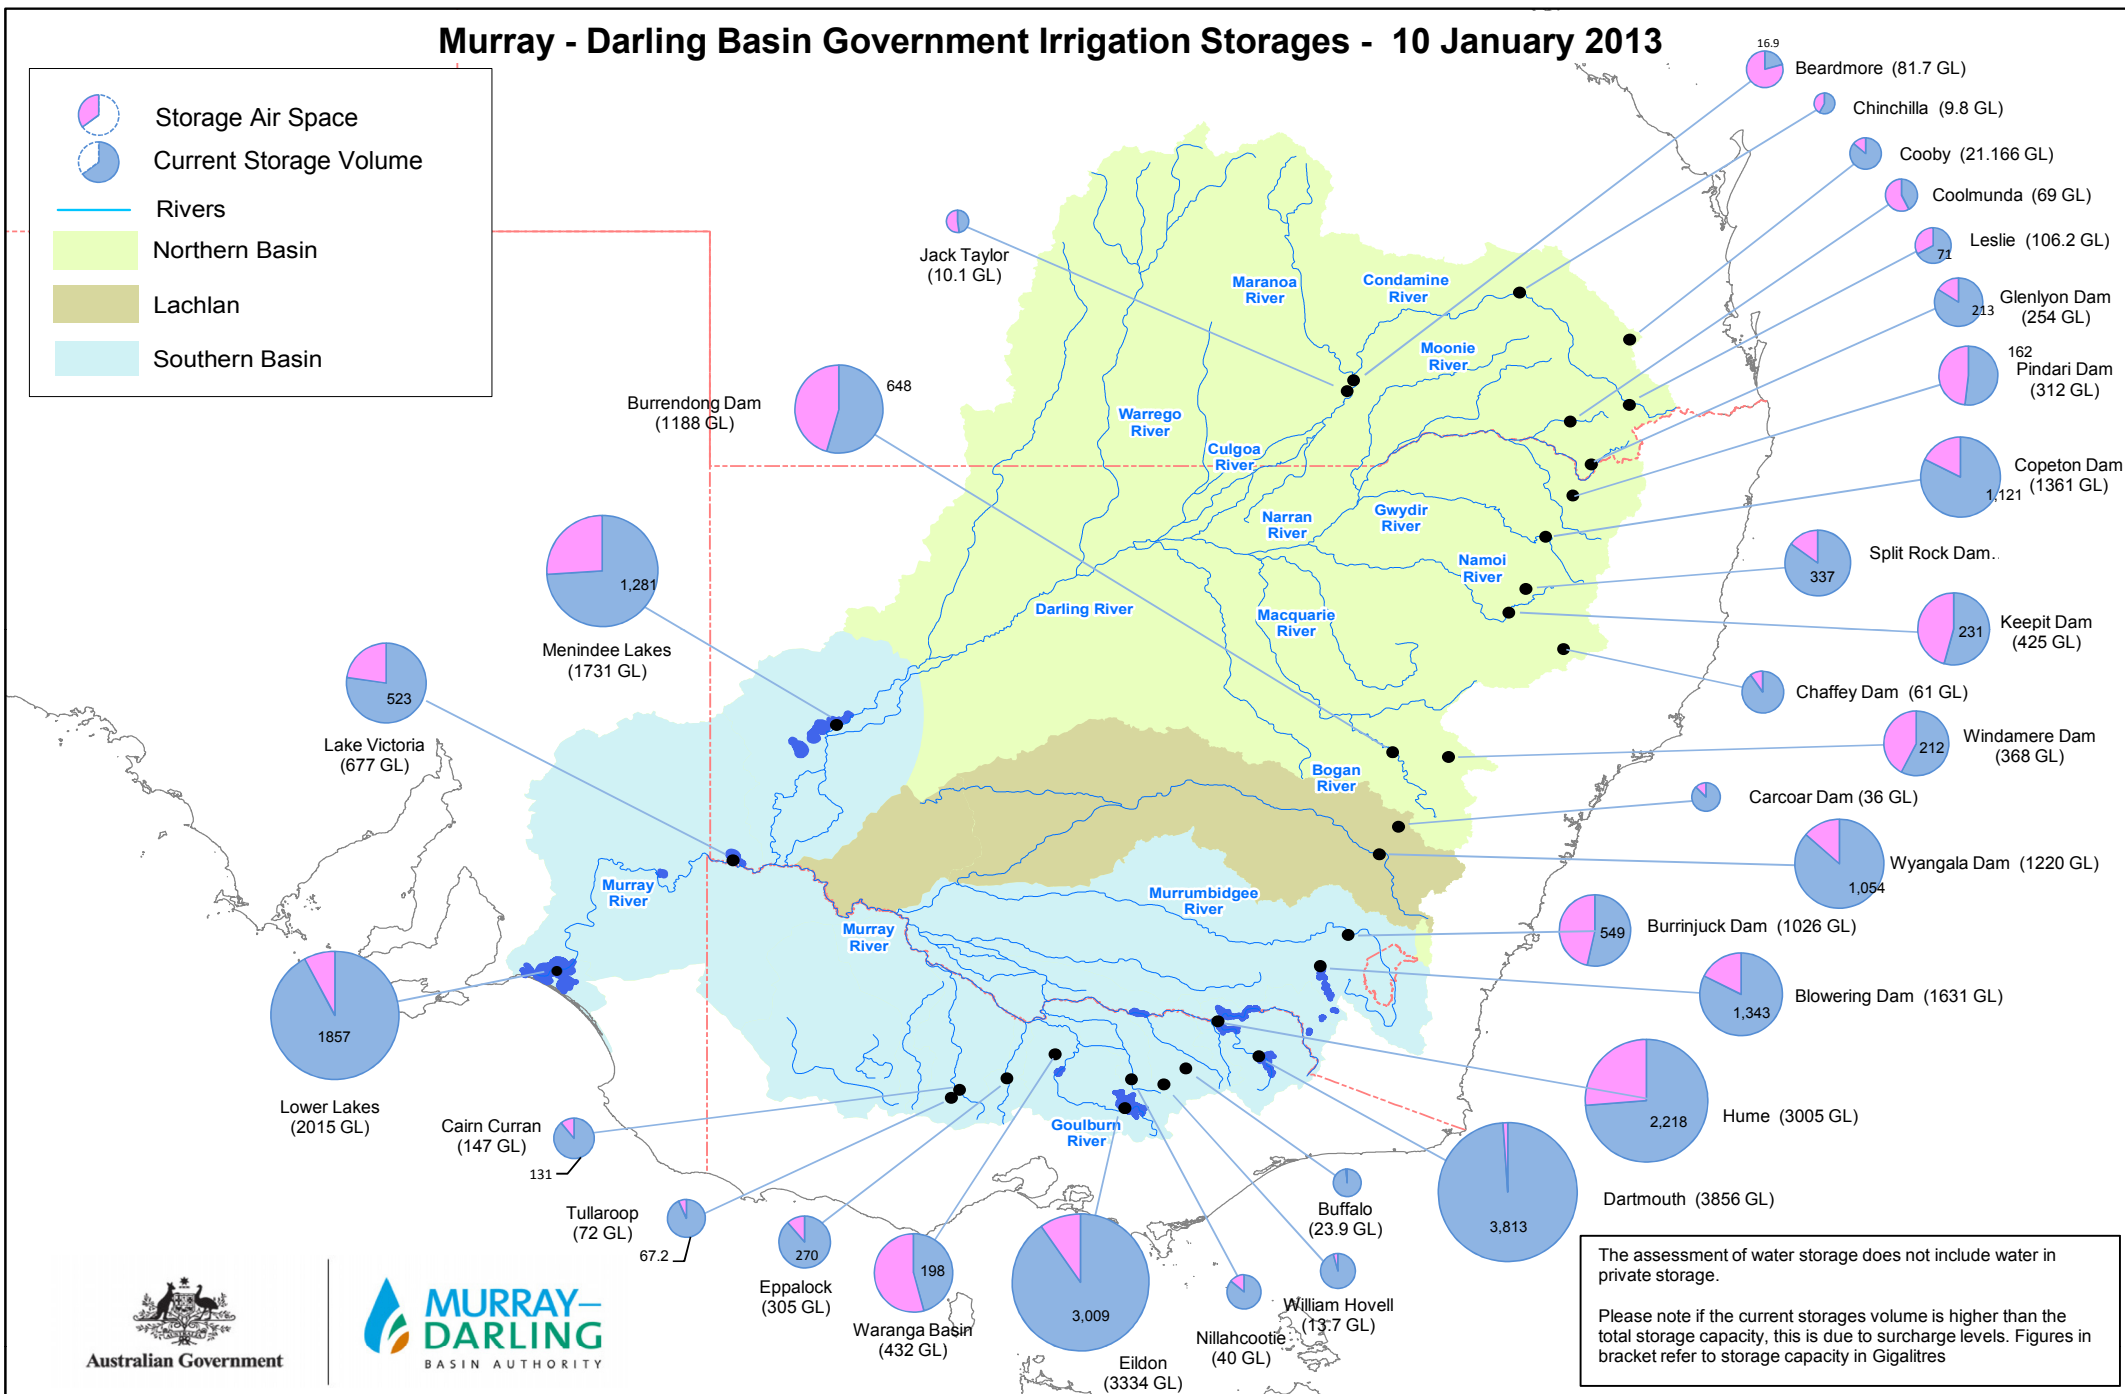 Murray - Darling Basin Government Irrigation Storages -  10 January 2013
Storage Air Space
Current Storage Volume
Rivers
Northern Basin
Lachlan
Southern Basin
16.9
Beardmore (81.7 GL)
Chinchilla (9.8 GL)
Cooby (21.166 GL)
Coolmunda (69 GL)
Leslie (106.2 GL)
71
Glenlyon Dam
(254 GL)
213
162
Pindari Dam
(312 GL)
Copeton Dam
(1361 GL)
1,121
Split Rock Dam..
337
Keepit Dam
(425 GL)
231
Chaffey Dam (61 GL)
Windamere Dam
(368 GL)
212
Carcoar Dam (36 GL)
Wyangala Dam (1220 GL)
1,054
Burrinjuck Dam (1026 GL)
549
Blowering Dam (1631 GL)
1,343
Hume (3005 GL)
2,218
Dartmouth (3856 GL)
3,813
Jack Taylor
(10.1 GL)
Burrendong Dam
(1188 GL)
648
Menindee Lakes
(1731 GL)
1,281
Lake Victoria
(677 GL)
523
Lower Lakes
(2015 GL)
1857
Cairn Curran
(147 GL)
131
Tullaroop
(72 GL)
67.2
Eppalock
(305 GL)
270
Waranga Basin
(432 GL)
198
Eildon
(3334 GL)
3,009
Nillahcootie
(40 GL)
William Hovell
(13.7 GL)
Buffalo
(23.9 GL)
Maranoa
River
Condamine
River
Moonie
River
Warrego
River
Culgoa
River
Narran
River
Gwydir
River
Namoi
River
Darling River
Macquarie
River
Bogan
River
Murrumbidgee
River
Murray
River
Murray
River
Goulburn
River
Australian Government
MURRAY–
DARLING
BASIN AUTHORITY
The assessment of water storage does not include water in
private storage.
Please note if the current storages volume is higher than the
total storage capacity, this is due to surcharge levels. Figures in
bracket refer to storage capacity in Gigalitres